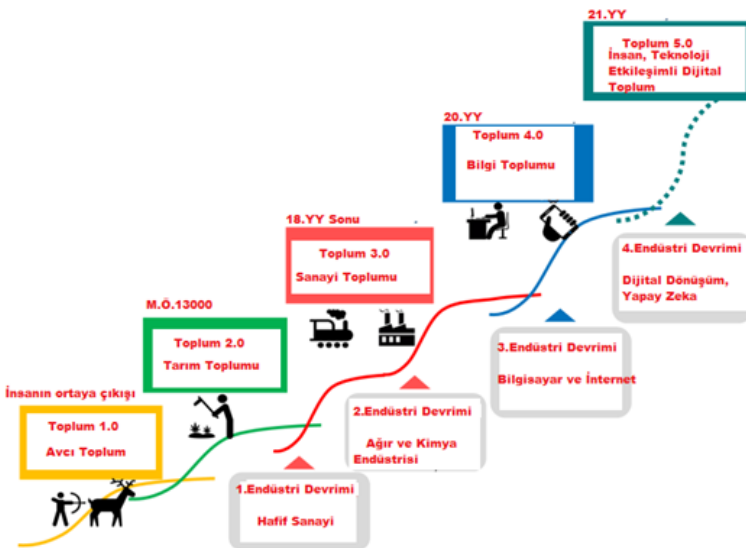 21.YY
Toplum 5.0
İnsan, Teknoloji
Etkileşimli Dijital
Toplum
20.YY
Toplum 4.0
Bilgi Toplumu
18.YY Sonu
Toplum 3.0
Sanayi Toplumu
M.Ö.13000
Toplum 2.0
Tarım Toplumu
İnsanın ortaya çıkışı
Toplum 1.0
Avcı Toplum
1.Endüstri Devrimi
Hafif Sanayi
2.Endüstri Devrimi
Ağır ve Kimya
Endüstrisi
3.Endüstri Devrimi
Bilgisayar ve İnternet
4.Endüstri Devrimi
Dijital Dönüşüm,
Yapay Zeka